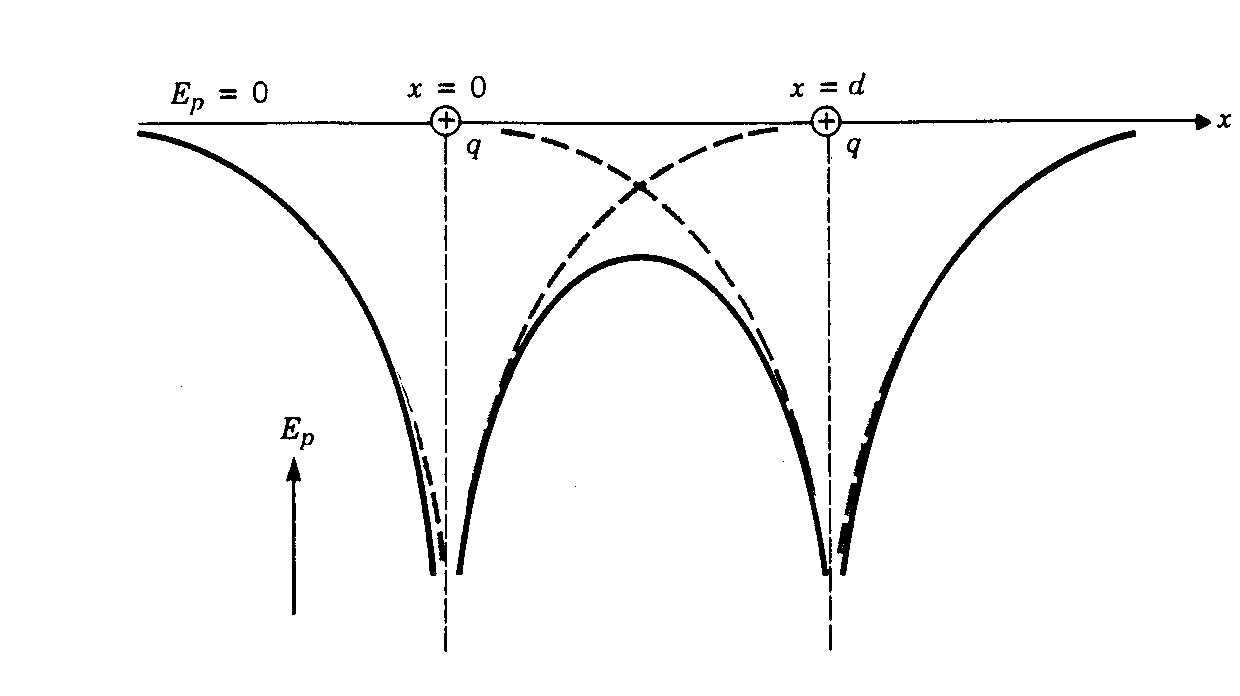 E_p = 0
x = 0
x = d
+
+
x
q
q
E_p